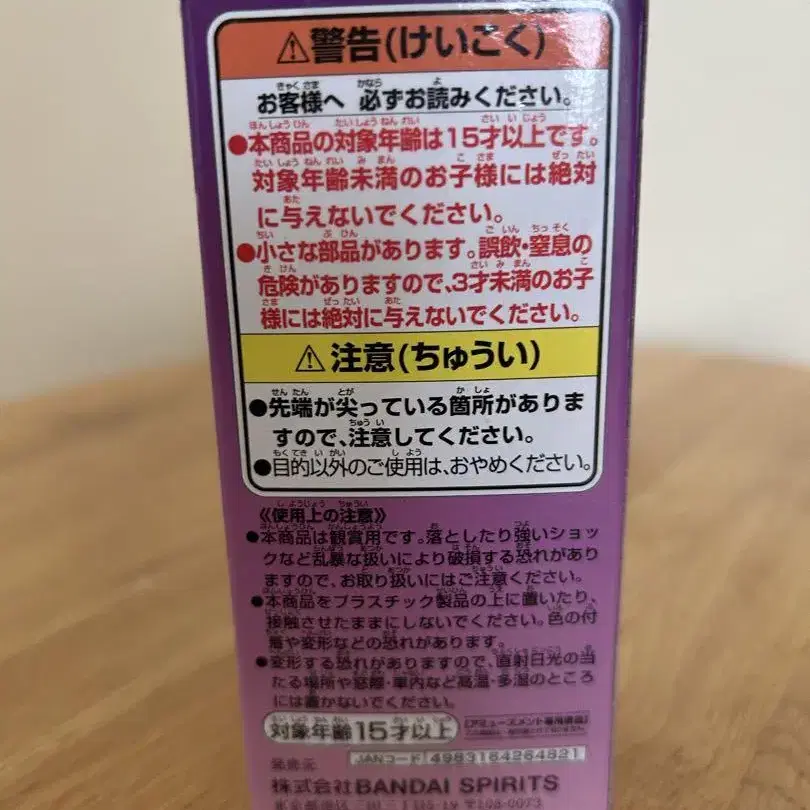 ⚠警告(けいこく)
お客様へ 必ずお読みください。
●本商品の対象年齢は15才以上です。
対象年齢未満のお子様には絶対
に与えないでください。
●小さな部品があります。誤飲・窒息の
危険がありますので、3才未満のお子
様には絶対に与えないでください。
⚠注意(ちゅうい)
●先端が尖っている箇所がありま
すので、注意してください。
●目的以外のご使用は、おやめください。
《使用上の注意》
●本商品は観賞用です。落としたり強いショッ
クなど乱暴な扱いにより破損する恐れがあり
ますので、お取り扱いにはご注意ください。
●本商品をプラスチック製品の上に置いたり、
接触させたままにしないでください。色の付
着や変形などの恐れがあります。
●変形する恐れがありますので、直射日光の当
たる場所や窓際・車内など高温・多湿のところ
には置かないでください。
対象年齢15才以上
[アミューズメント専用景品]
JANコード 4983164264821
発売元
株式会社BANDAI SPIRITS